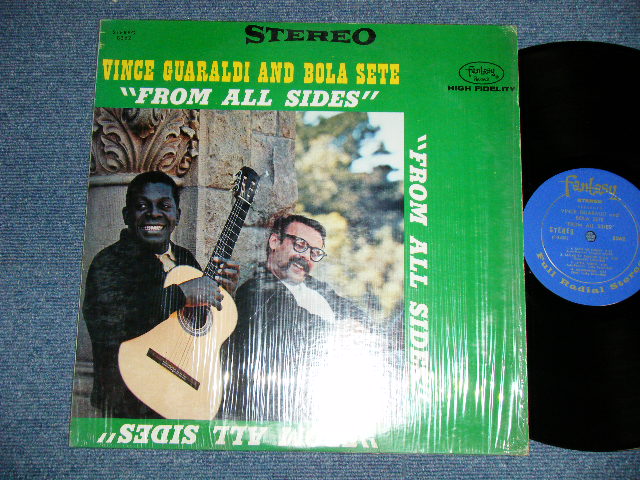 STEREO
VINCE GUARALDI AND BOLA SETE
"FROM ALL SIDES"
Fantasy
HIGH FIDELITY
"FROM ALL SIDES"
ALL SIDES"
Fantasy
STEREO
VINCE GUARALDI and
BOLA SETE
"FROM ALL SIDES"
STEREO
Full Radial Stereo